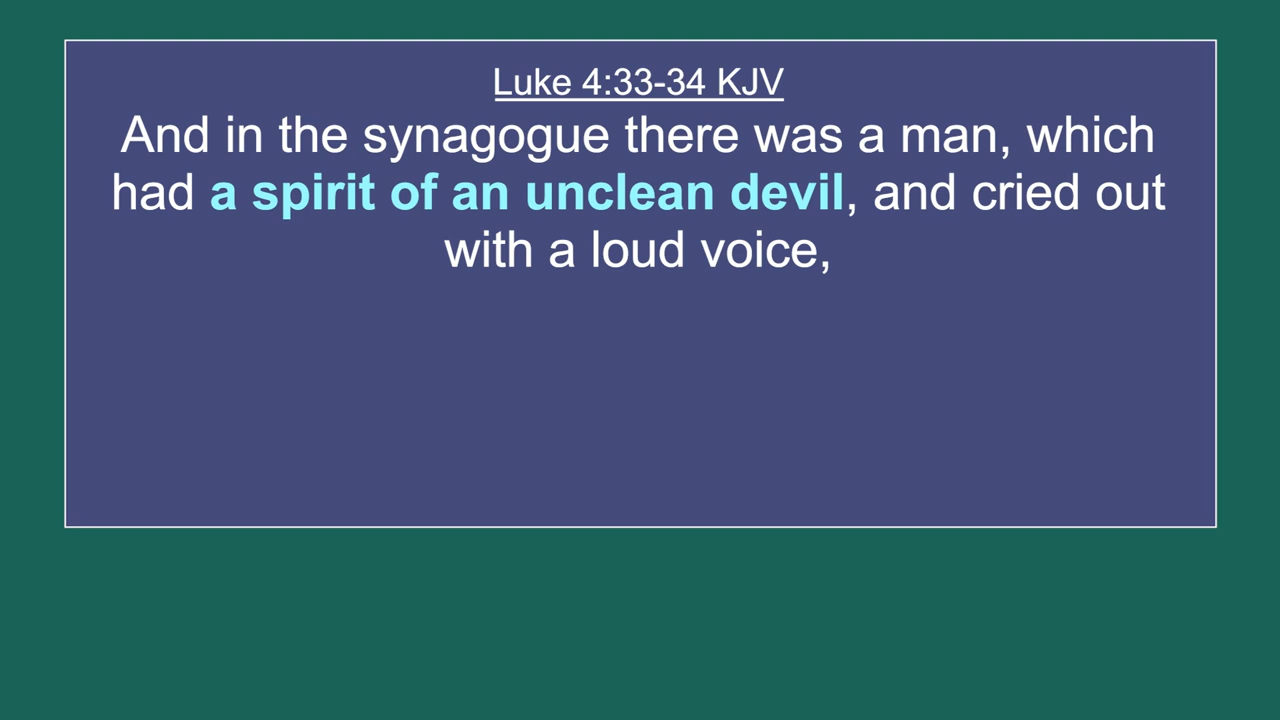 Luke 4:33-34 KJV
And in the synagogue there was a man, which
had a spirit of an unclean devil, and cried out
with a loud voice,